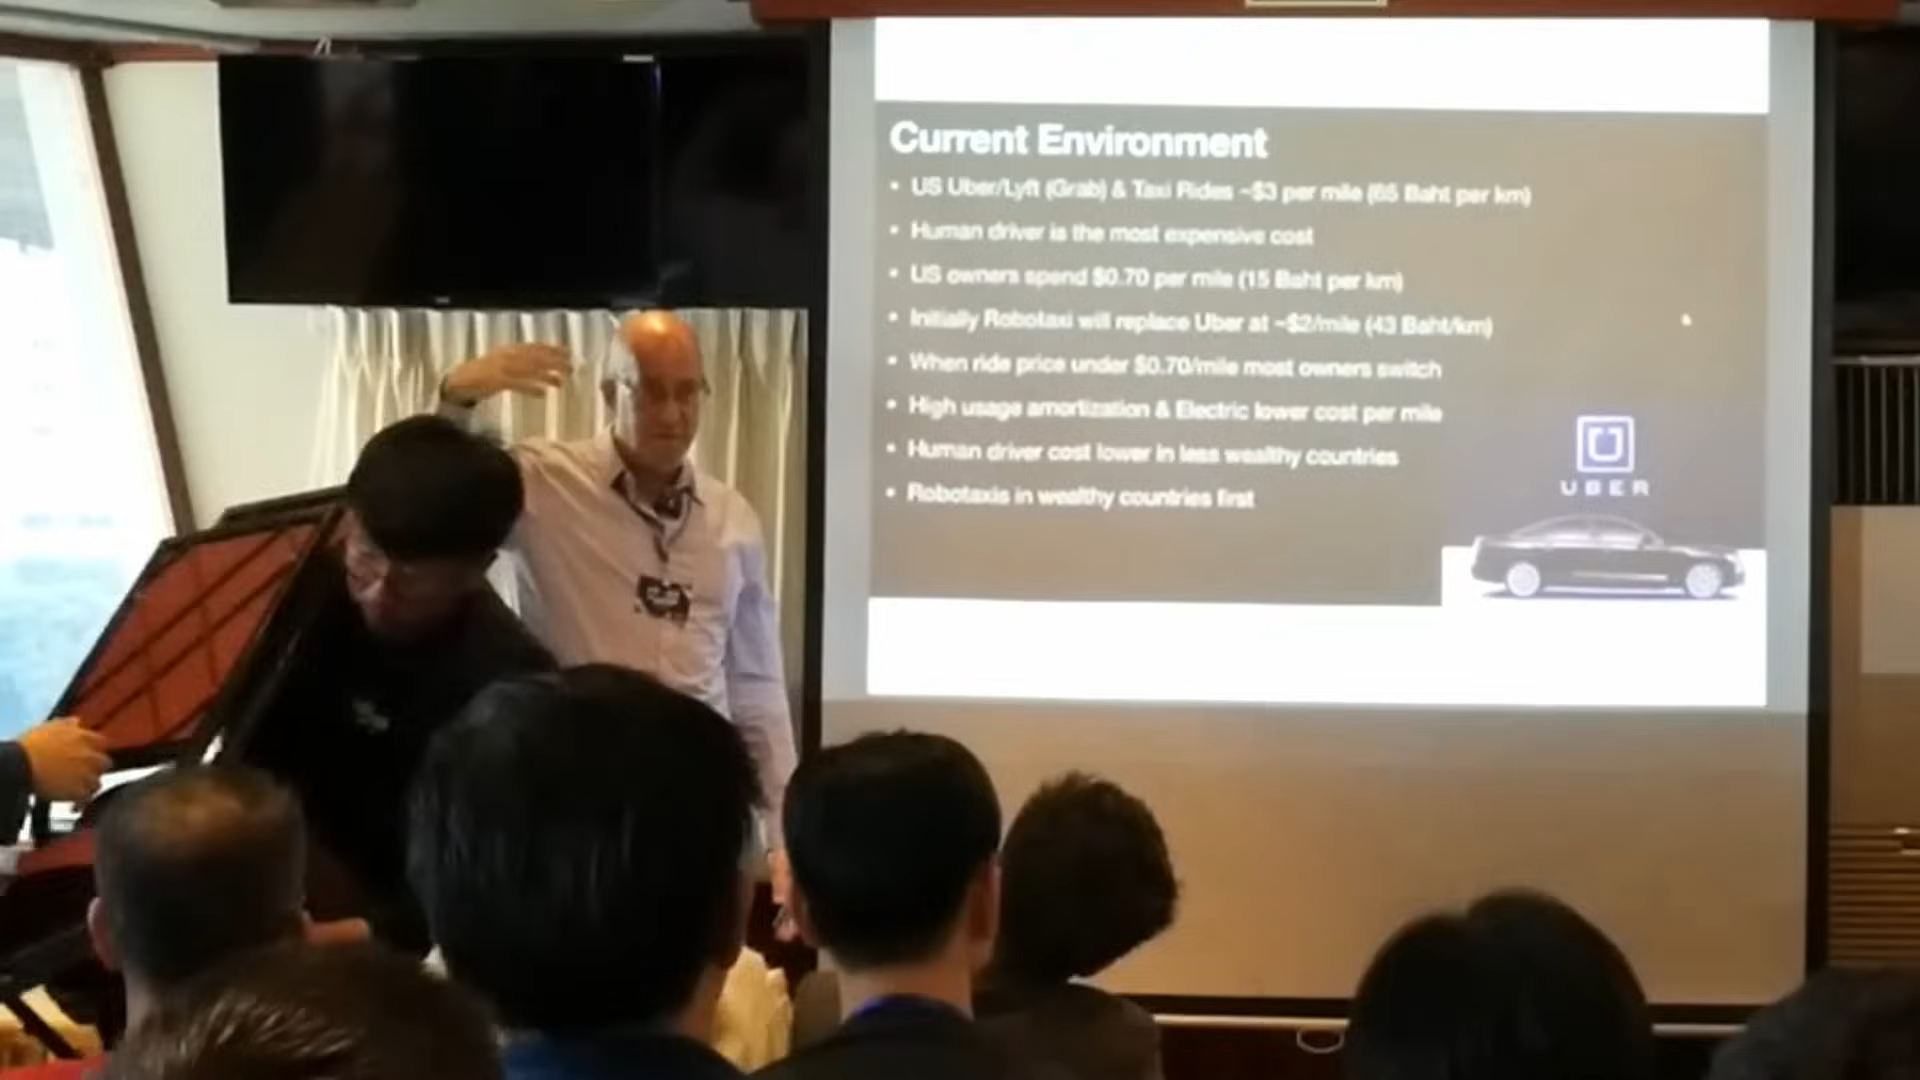 Current Environment
• US Uber/Lyft (Grab) & Taxi Rides ~$3 per mile (65 Baht per km)
• Human driver is the most expensive cost
• US owners spend $0.70 per mile (15 Baht per km)
• Initially Robotaxi will replace Uber at ~$2/mile (43 Baht/km)
• When ride price under $0.70/mile most owners switch
• High usage amortization & Electric lower cost per mile
• Human driver cost lower in less wealthy countries
• Robotaxis in wealthy countries first
UBER